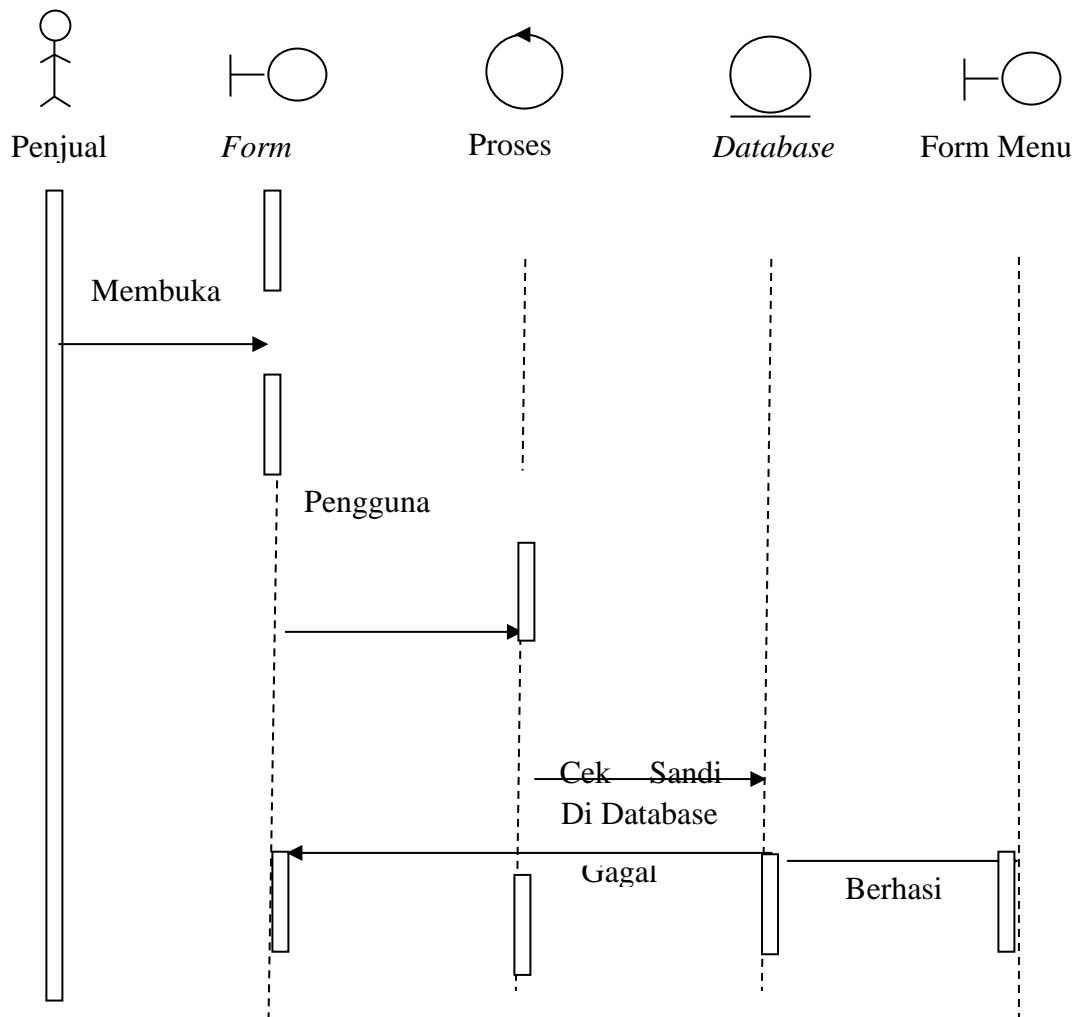 Penjual
Form
Proses
Database
Form Menu
Membuka
Pengguna
Cek Sandi
Di Database
Gagal
Berhasi